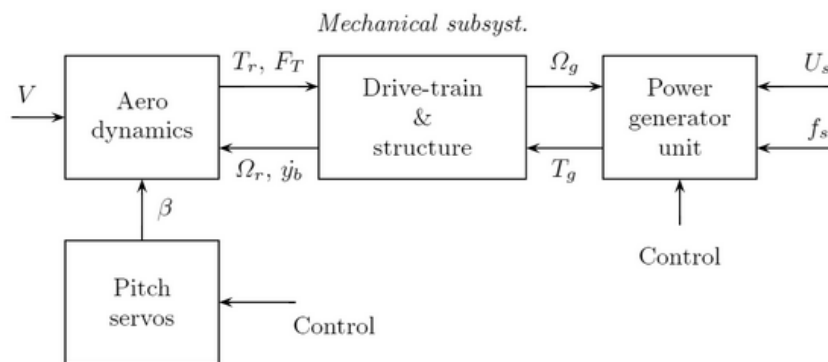 Mechanical subsyst.
V
Aero
dynamics
T_r, F_T
Ω_r, ẏ_b
Drive-train
&
structure
Ω_g
T_g
Power
generator
unit
U_s
f_s
β
Pitch
servos
Control
Control